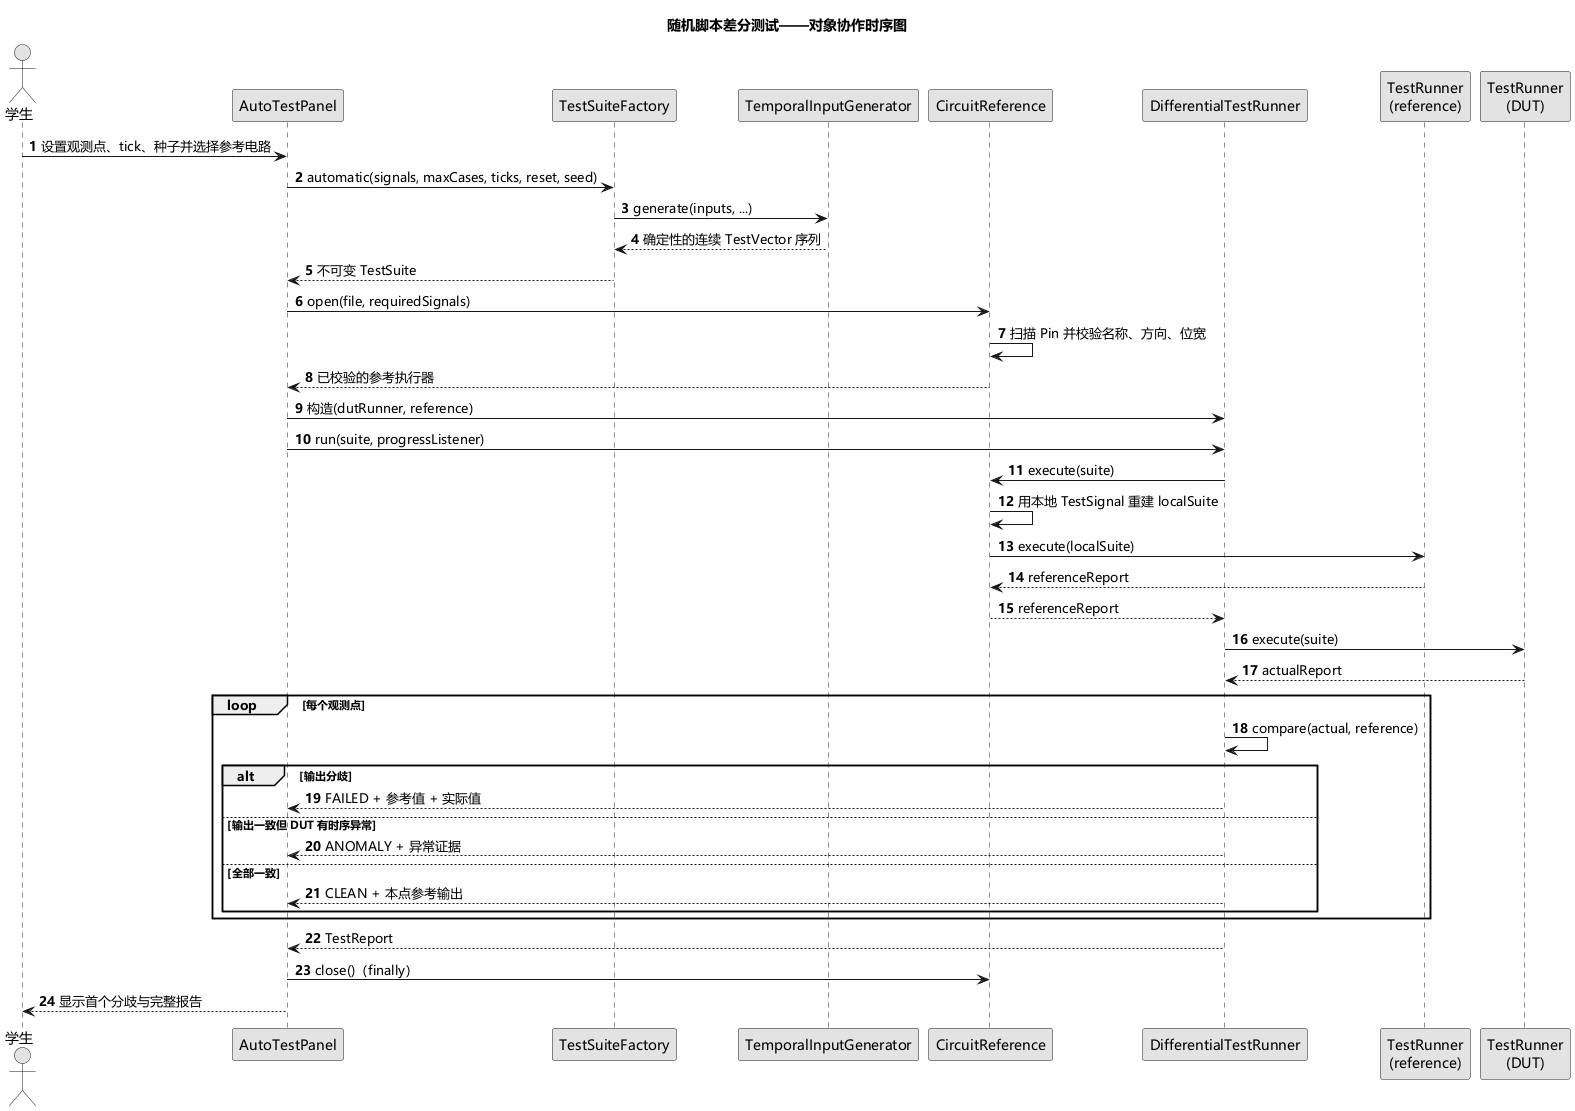 随机脚本差分测试——对象协作时序图
学生
AutoTestPanel
TestSuiteFactory
TemporalInputGenerator
CircuitReference
DifferentialTestRunner
TestRunner
(reference)
TestRunner
(DUT)
1 设置观测点、tick、种子并选择参考电路
2 automatic(signals, maxCases, ticks, reset, seed)
3 generate(inputs, ...)
4 确定性的连续 TestVector 序列
5 不可变 TestSuite
6 open(file, requiredSignals)
7 扫描 Pin 并校验名称、方向、位宽
8 已校验的参考执行器
9 构造(dutRunner, reference)
10 run(suite, progressListener)
11 execute(suite)
12 用本地 TestSignal 重建 localSuite
13 execute(localSuite)
14 referenceReport
15 referenceReport
16 execute(suite)
17 actualReport
loop [每个观测点]
18 compare(actual, reference)
alt [输出分歧]
19 FAILED + 参考值 + 实际值
[输出一致但 DUT 有时序异常]
20 ANOMALY + 异常证据
[全部一致]
21 CLEAN + 本点参考输出
22 TestReport
23 close()（finally）
24 显示首个分歧与完整报告
学生
AutoTestPanel
TestSuiteFactory
TemporalInputGenerator
CircuitReference
DifferentialTestRunner
TestRunner
(reference)
TestRunner
(DUT)